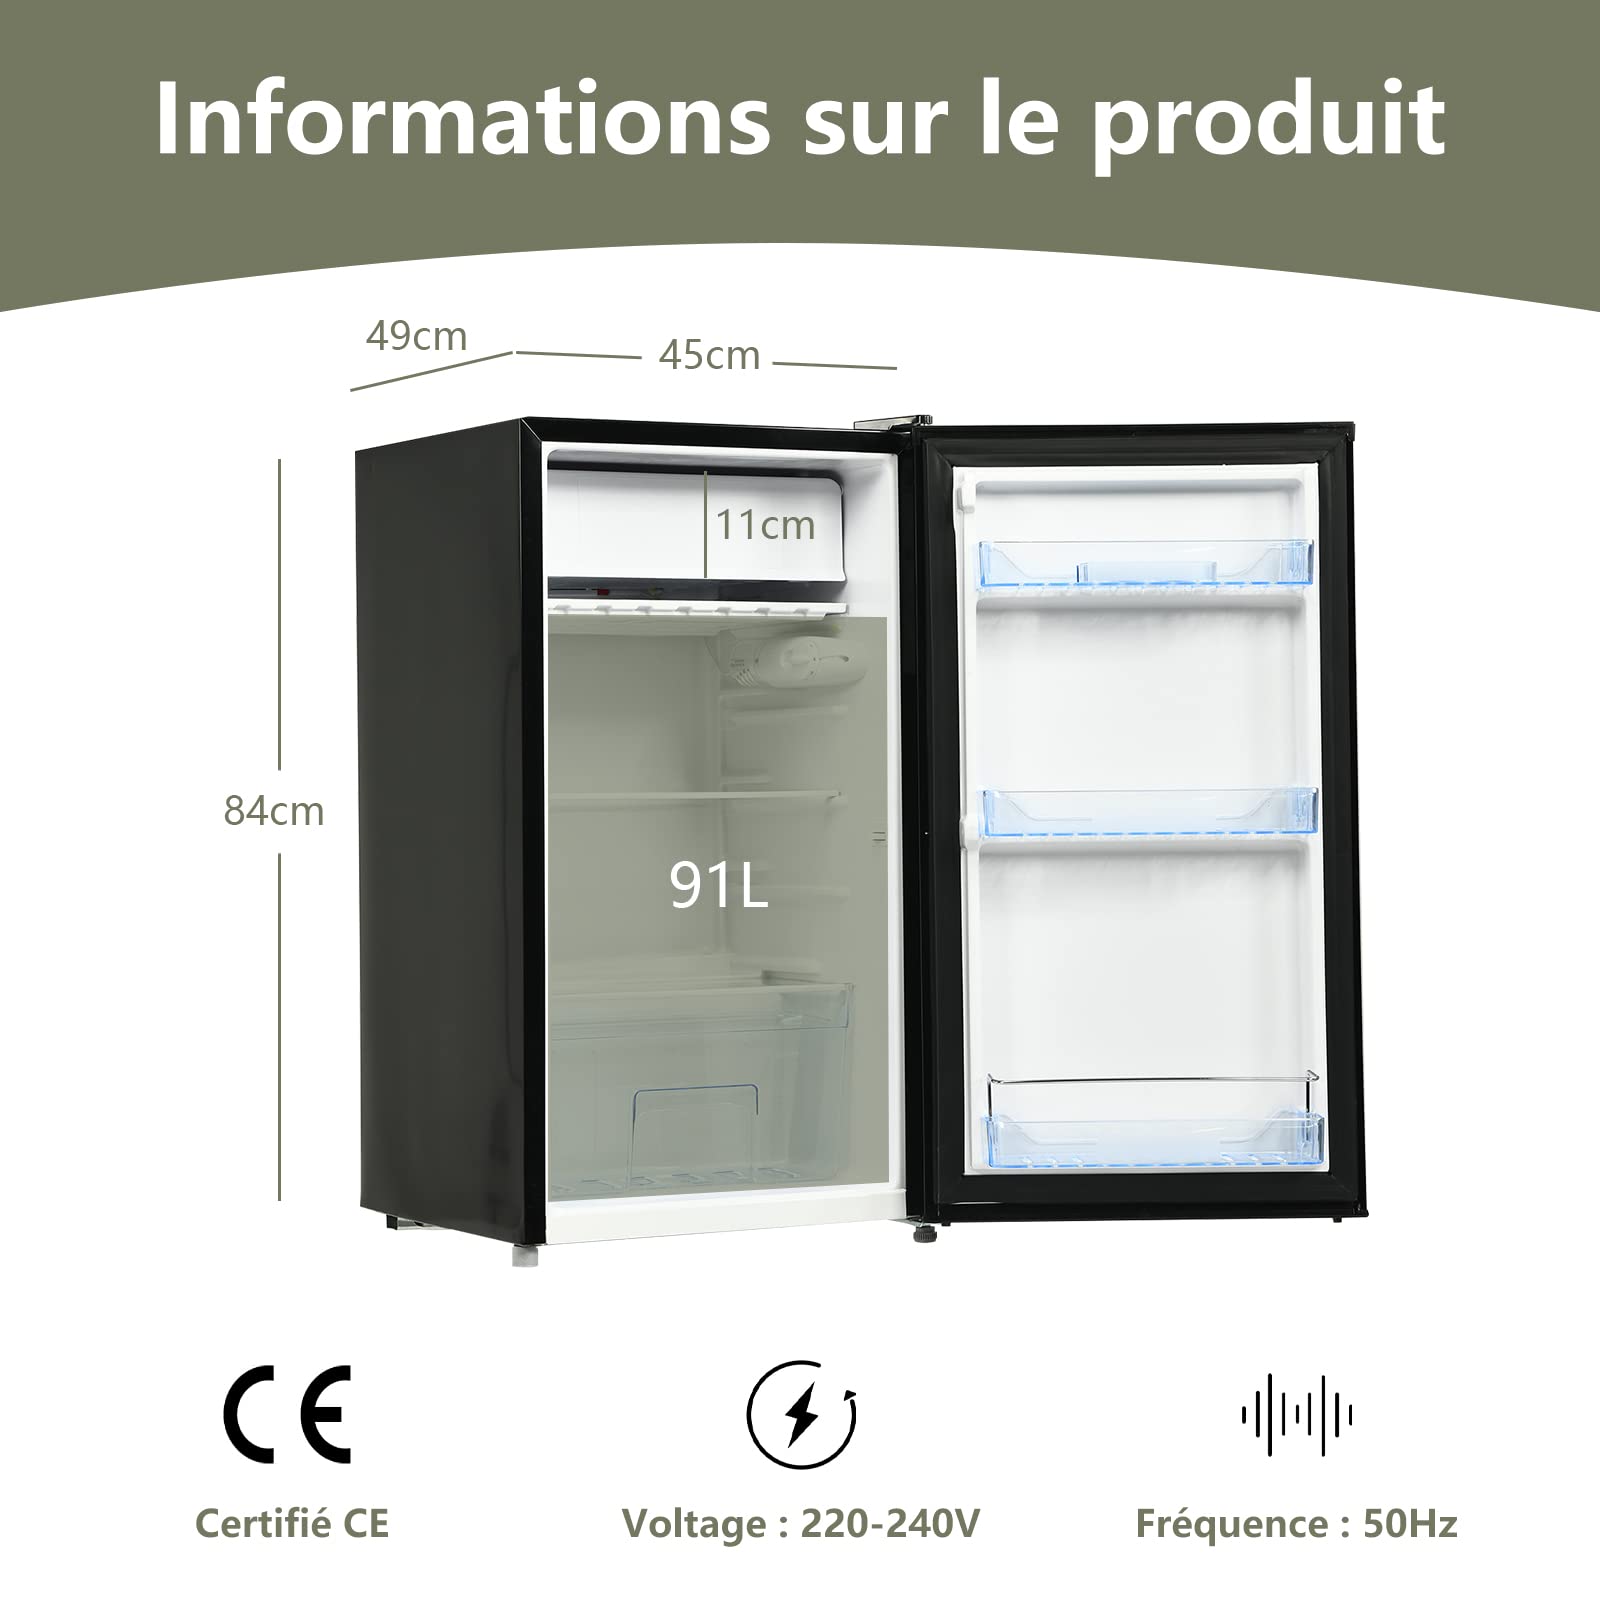 Informations sur le produit
49cm
45cm
11cm
84cm
91L
CE
Certifié CE
Voltage : 220-240V
Fréquence : 50Hz